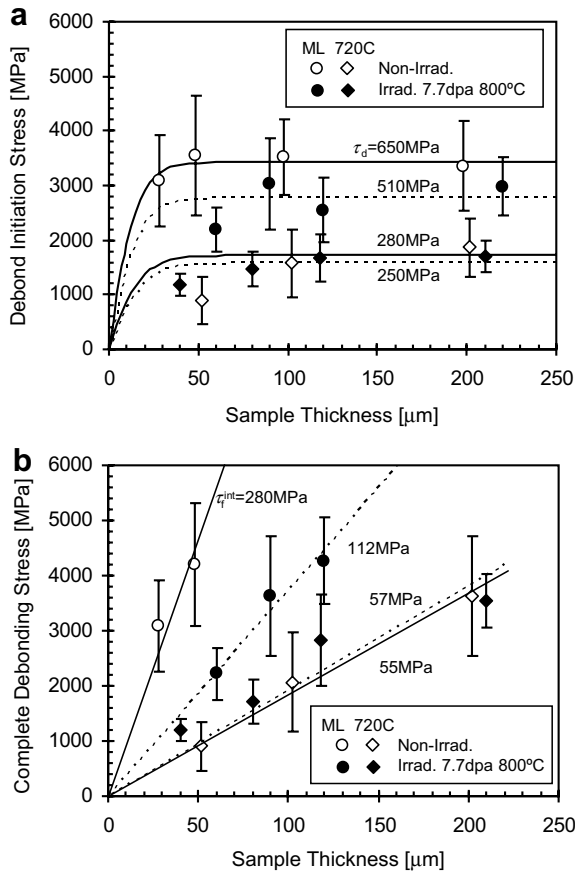 a
6000
5000
4000
3000
2000
1000
0
Debond Initiation Stress [MPa]
ML 720C
Non-Irrad.
Irrad. 7.7dpa 800ºC
τd=650MPa
510MPa
280MPa
250MPa
0 50 100 150 200 250
Sample Thickness [μm]
b
6000
5000
4000
3000
2000
1000
0
Complete Debonding Stress [MPa]
τf int=280MPa
112MPa
57MPa
55MPa
ML 720C
Non-Irrad.
Irrad. 7.7dpa 800ºC
0 50 100 150 200 250
Sample Thickness [μm]